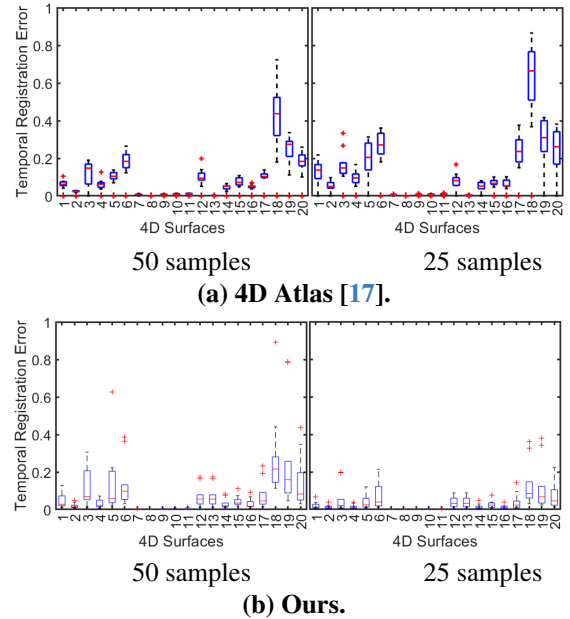 Temporal Registration Error
1
0.8
0.6
0.4
0.2
0
1 2 3 4 5 6 7 8 9 10 11 12 13 14 15 16 17 18 19 20 1 2 3 4 5 6 7 8 9 10 11 12 13 14 15 16 17 18 19 20
4D Surfaces 4D Surfaces
50 samples 25 samples
(a) 4D Atlas [17].
Temporal Registration Error
1
0.8
0.6
0.4
0.2
0
1 2 3 4 5 6 7 8 9 10 11 12 13 14 15 16 17 18 19 20 1 2 3 4 5 6 7 8 9 10 11 12 13 14 15 16 17 18 19 20
4D Surfaces 4D Surfaces
50 samples 25 samples
(b) Ours.